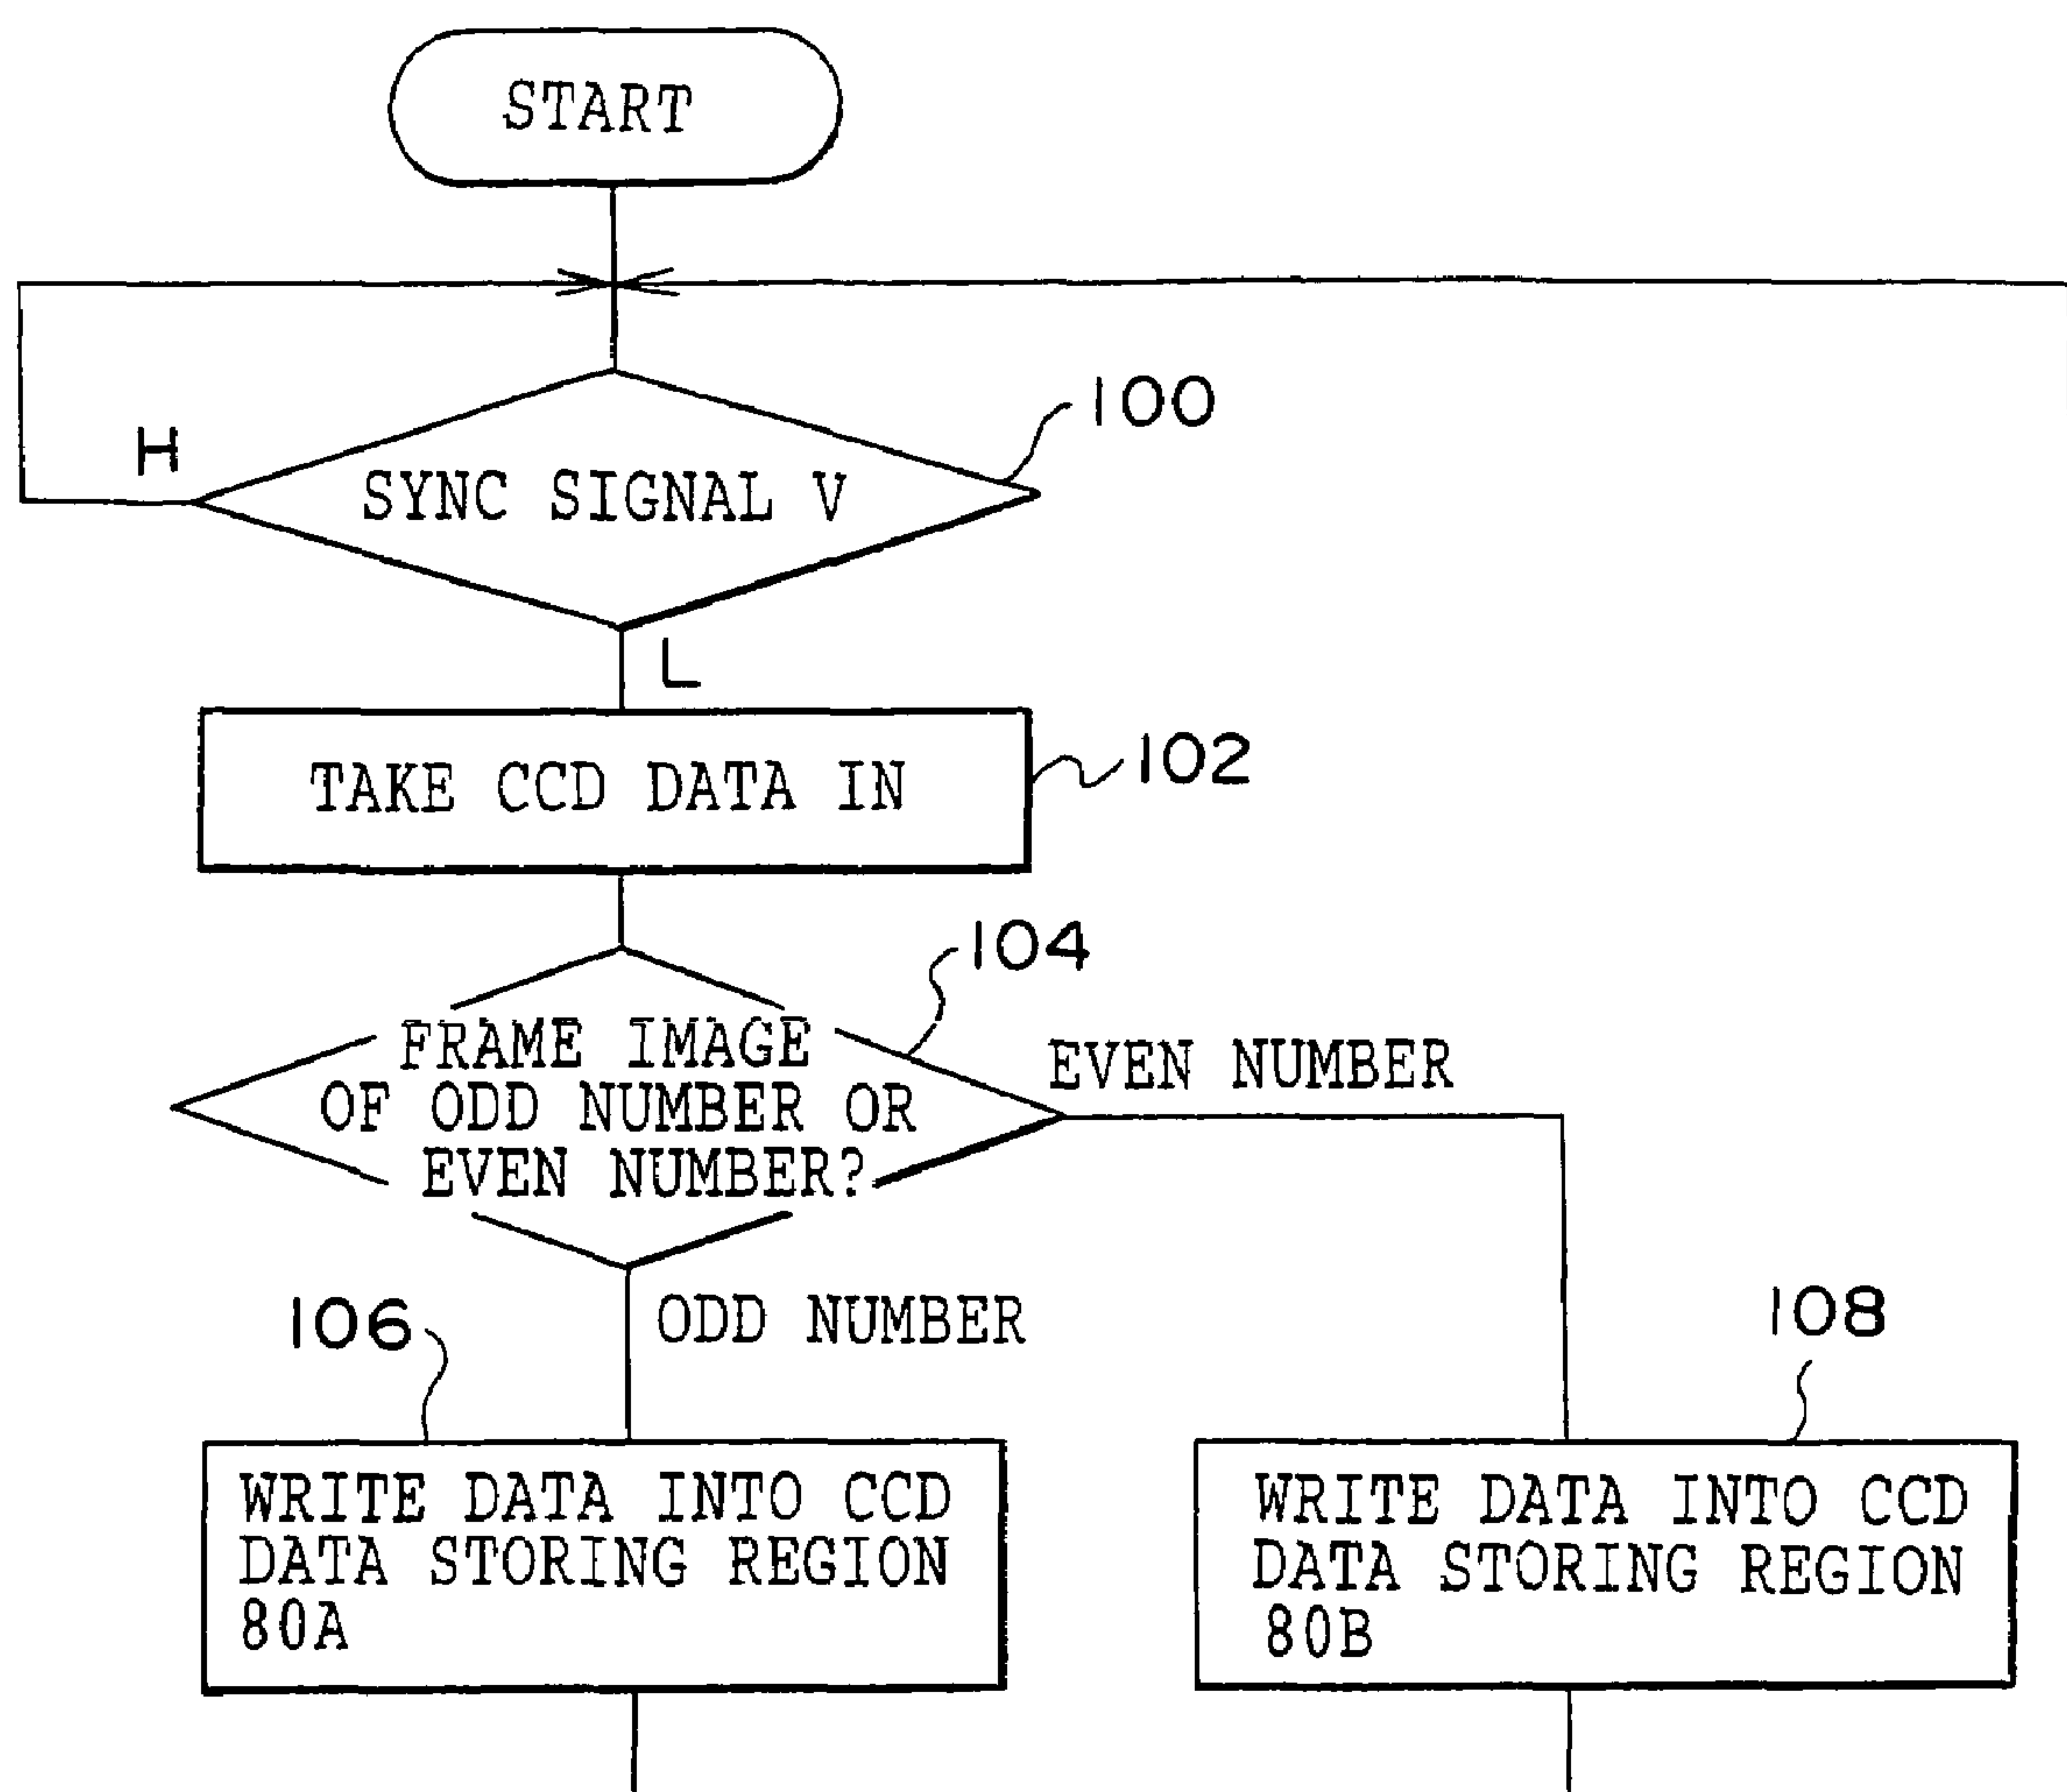 START
100
H
SYNC SIGNAL V
L
TAKE CCD DATA IN
102
104
FRAME IMAGE
OF ODD NUMBER OR
EVEN NUMBER?
EVEN NUMBER
ODD NUMBER
106
108
WRITE DATA INTO CCD
DATA STORING REGION
80A
WRITE DATA INTO CCD
DATA STORING REGION
80B